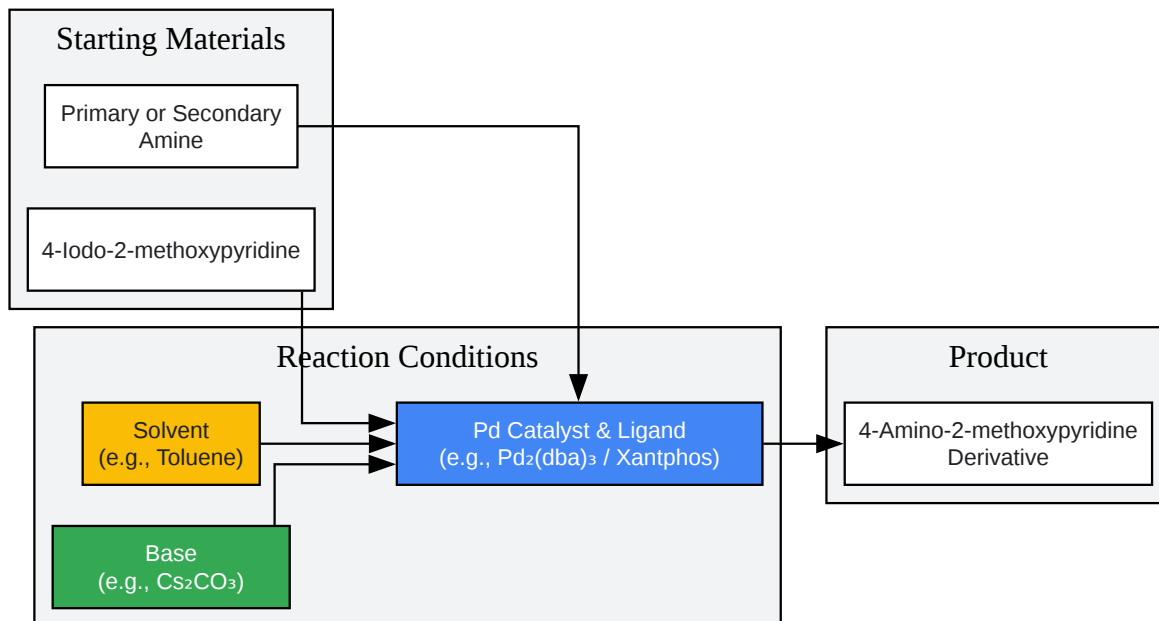 Starting Materials
Primary or Secondary
Amine
4-Iodo-2-methoxypyridine
Reaction Conditions
Solvent
(e.g., Toluene)
Base
(e.g., Cs₂CO₃)
Pd Catalyst & Ligand
(e.g., Pd₂(dba)₃ / Xantphos)
Product
4-Amino-2-methoxypyridine
Derivative